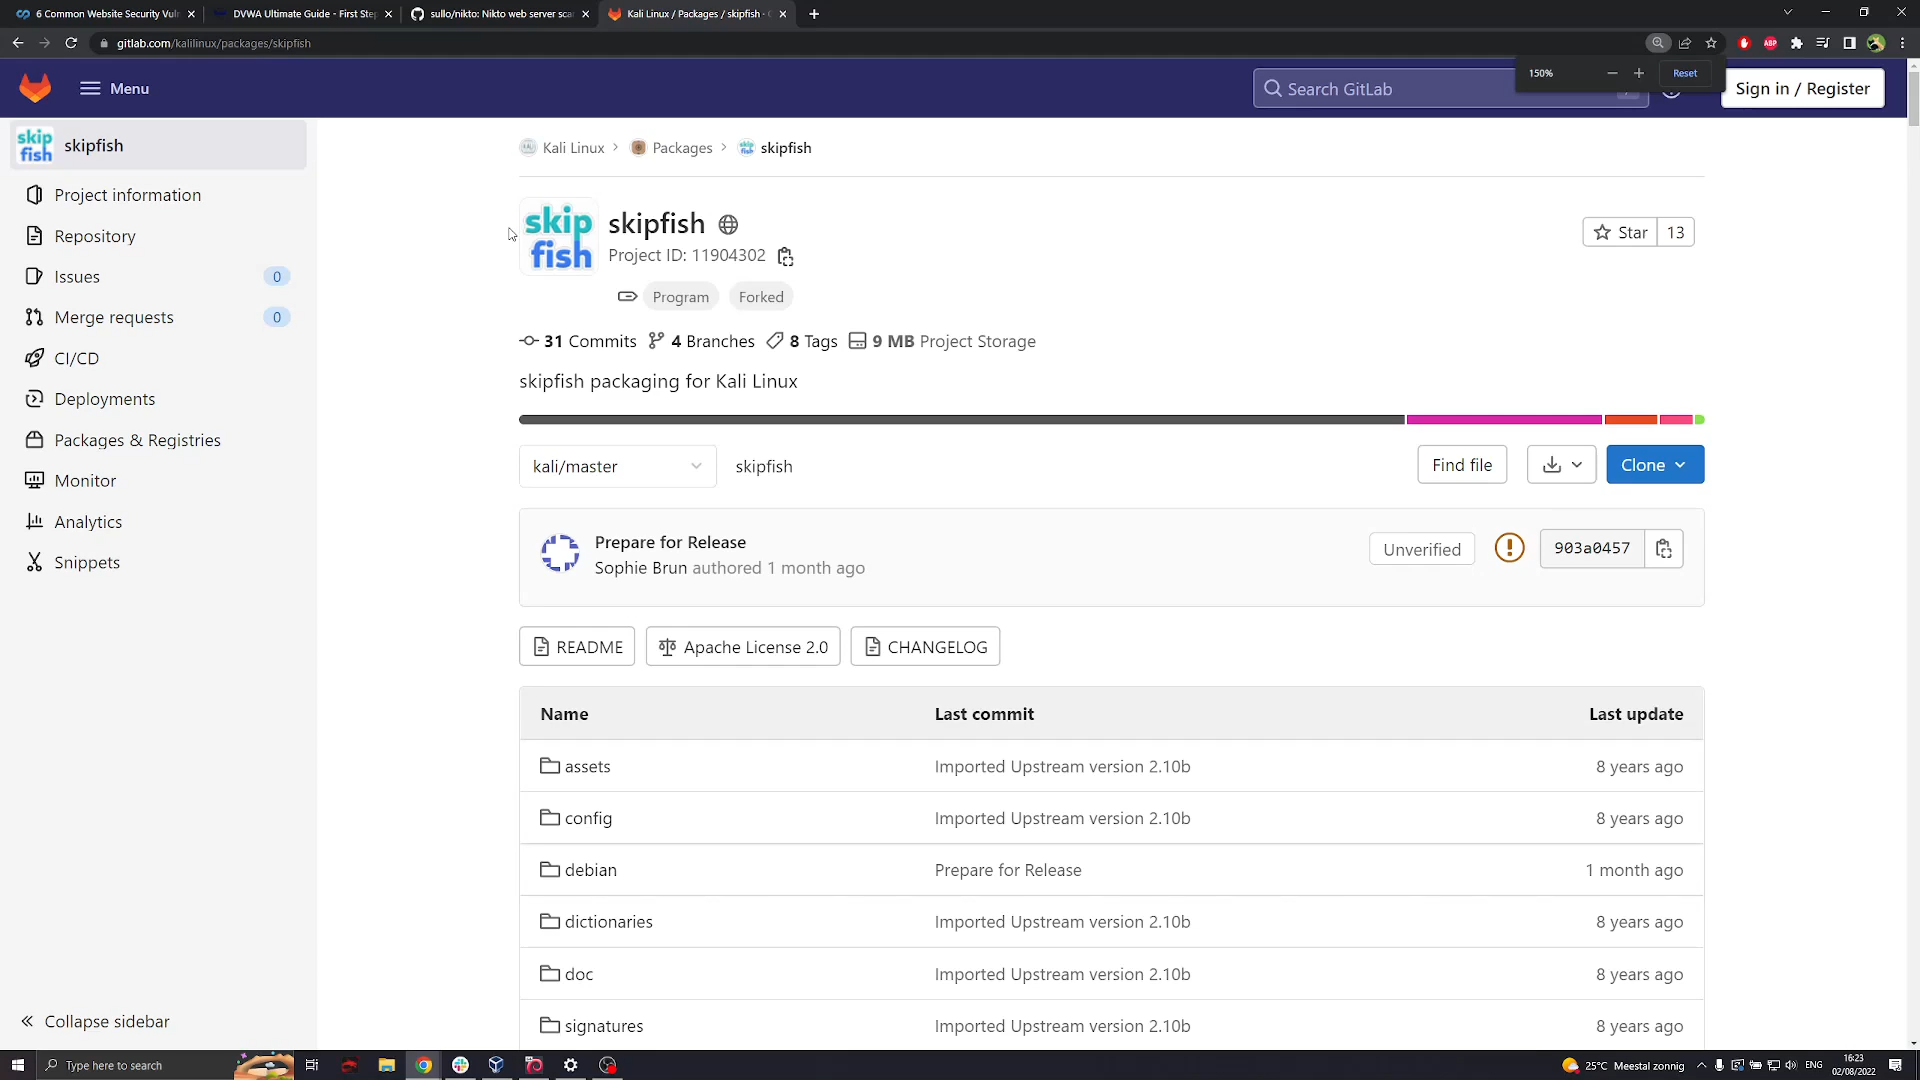 6 Common Website Security Vuln
DVWA Ultimate Guide - First Step
sullo/nikto: Nikto web server sca
Kali Linux / Packages / skipfish ·
gitlab.com/kalilinux/packages/skipfish
ABP
150%
Reset
Menu
Search GitLab
Sign in / Register
skip
fish
skipfish
Project information
Repository
Issues
0
Merge requests
0
CI/CD
Deployments
Packages & Registries
Monitor
Analytics
Snippets
Collapse sidebar
Kali Linux
Packages
skipfish
skip
fish
skipfish
Project ID: 11904302
Star
13
Program
Forked
31 Commits
4 Branches
8 Tags
9 MB Project Storage
skipfish packaging for Kali Linux
kali/master
skipfish
Find file
Clone
Prepare for Release
Sophie Brun authored 1 month ago
Unverified
903a0457
README
Apache License 2.0
CHANGELOG
Name Last commit Last update
assets Imported Upstream version 2.10b 8 years ago
config Imported Upstream version 2.10b 8 years ago
debian Prepare for Release 1 month ago
dictionaries Imported Upstream version 2.10b 8 years ago
doc Imported Upstream version 2.10b 8 years ago
signatures Imported Upstream version 2.10b 8 years ago
Type here to search
25°C Meestal zonnig
ENG
16:23
02/08/2022